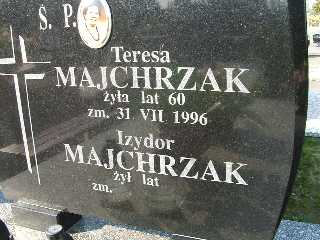 Ś. P.
Teresa
MAJCHRZAK
żyła lat 60
zm. 31 VII 1996
Izydor
MAJCHRZAK
żył lat
zm.